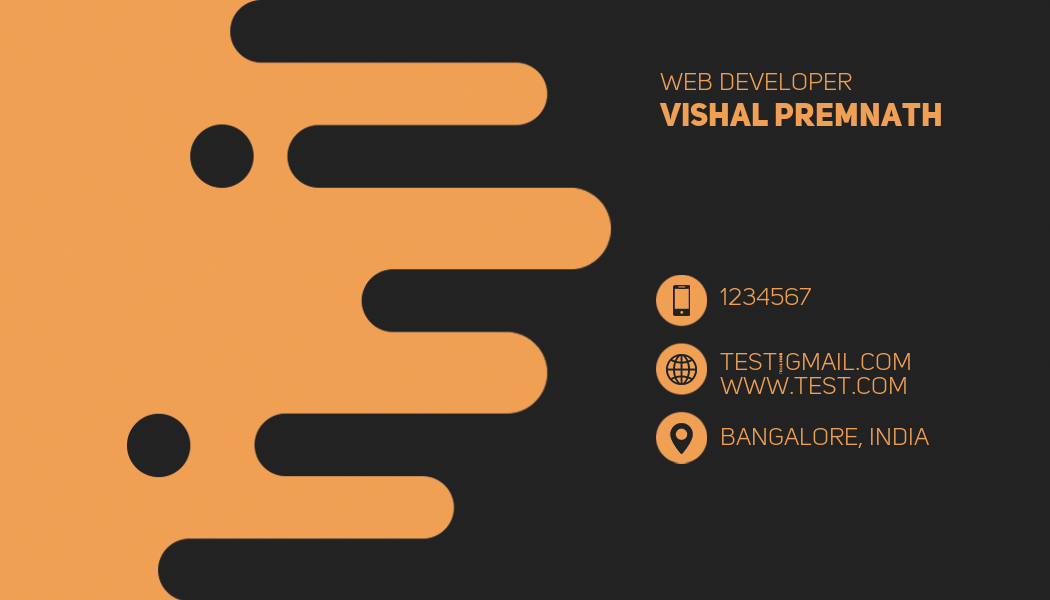 WEB DEVELOPER
VISHAL PREMNATH
1234567
TEST GMAIL.COM
WWW.TEST.COM
BANGALORE, INDIA